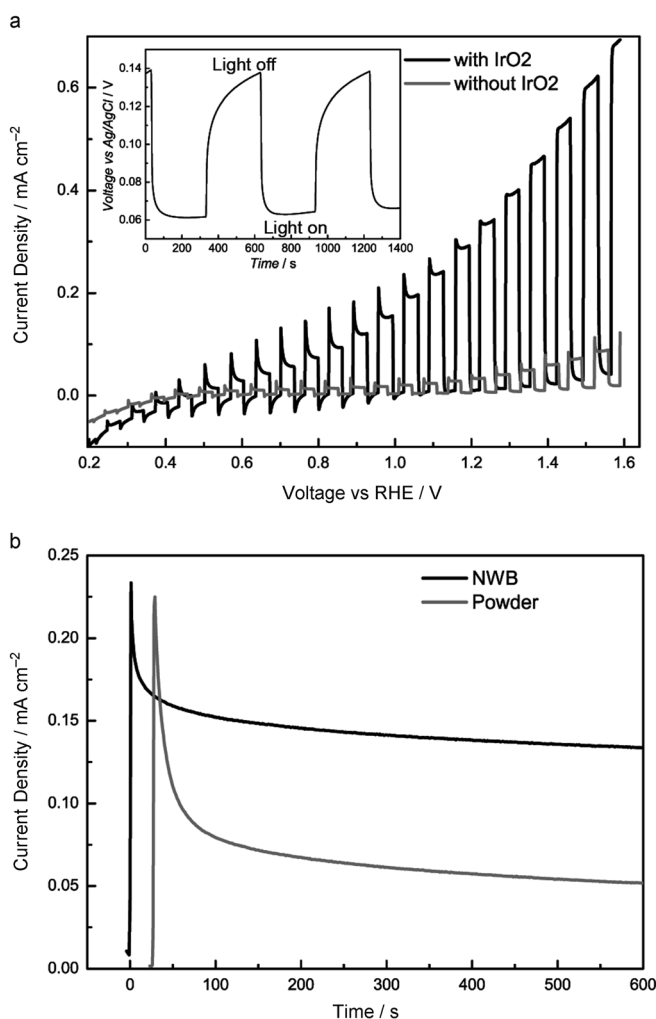 a
with IrO2
without IrO2
Light off
Light on
Voltage vs Ag/AgCl / V
0.14
0.12
0.10
0.08
0.06
0 200 400 600 800 1000 1200 1400
Time / s
Current Density / mA cm–2
0.6
0.4
0.2
0.0
0.2 0.4 0.6 0.8 1.0 1.2 1.4 1.6
Voltage vs RHE / V
b
NWB
Powder
Current Density / mA cm–2
0.25
0.20
0.15
0.10
0.05
0.00
0 100 200 300 400 500 600
Time / s